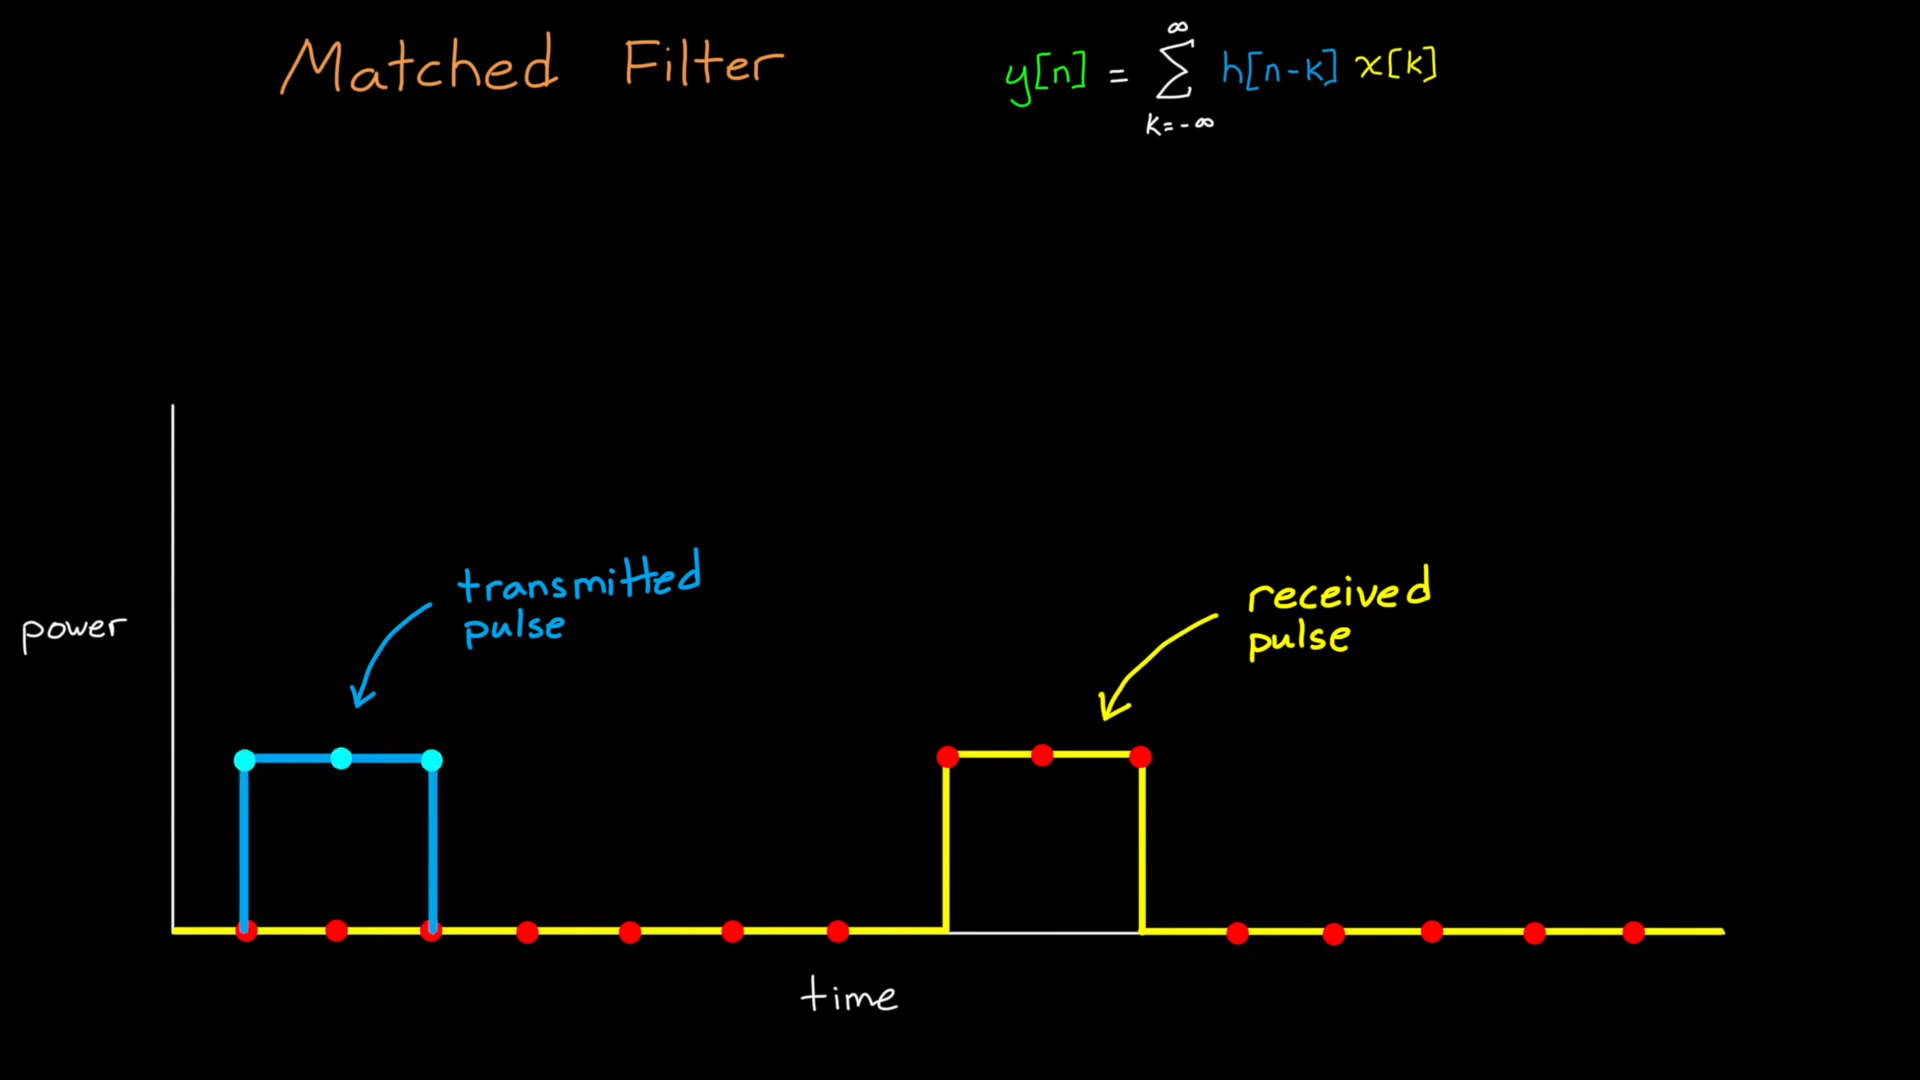 Matched Filter
y[n] = ∞ Σ k=-∞ h[n-k] x[k]
transmitted
pulse
received
pulse
power
time